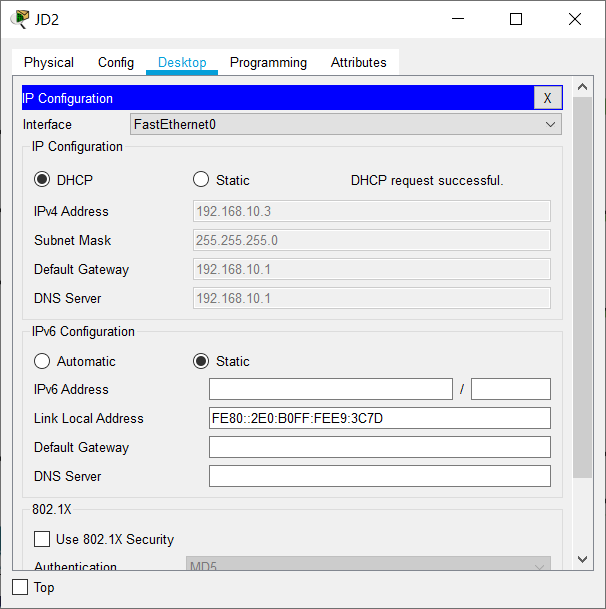 JD2
Physical Config Desktop Programming Attributes
IP Configuration X
Interface FastEthernet0
IP Configuration
DHCP Static DHCP request successful.
IPv4 Address 192.168.10.3
Subnet Mask 255.255.255.0
Default Gateway 192.168.10.1
DNS Server 192.168.10.1
IPv6 Configuration
Automatic Static
IPv6 Address /
Link Local Address FE80::2E0:B0FF:FEE9:3C7D
Default Gateway
DNS Server
802.1X
Use 802.1X Security
Authentication MD5
Top